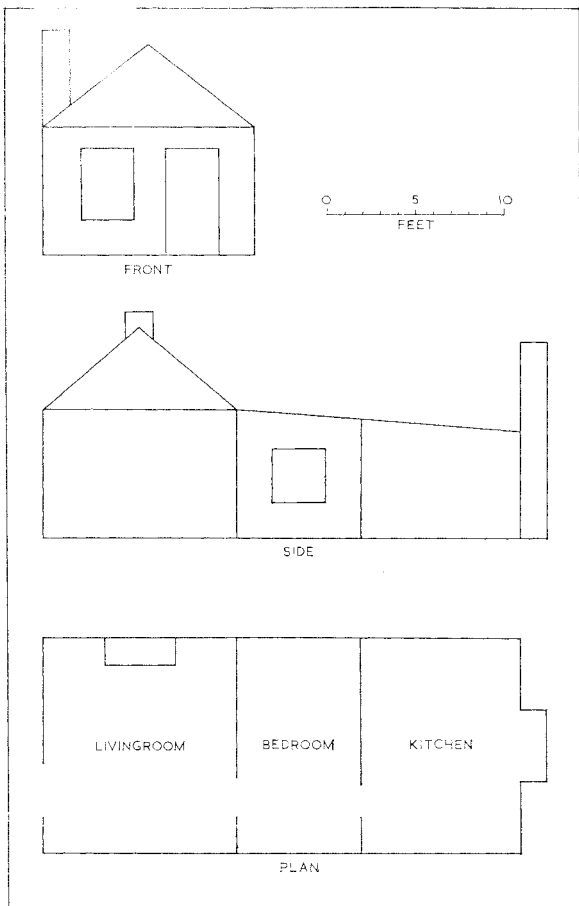 0 5 10
FEET
FRONT
SIDE
LIVINGROOM BEDROOM KITCHEN
PLAN